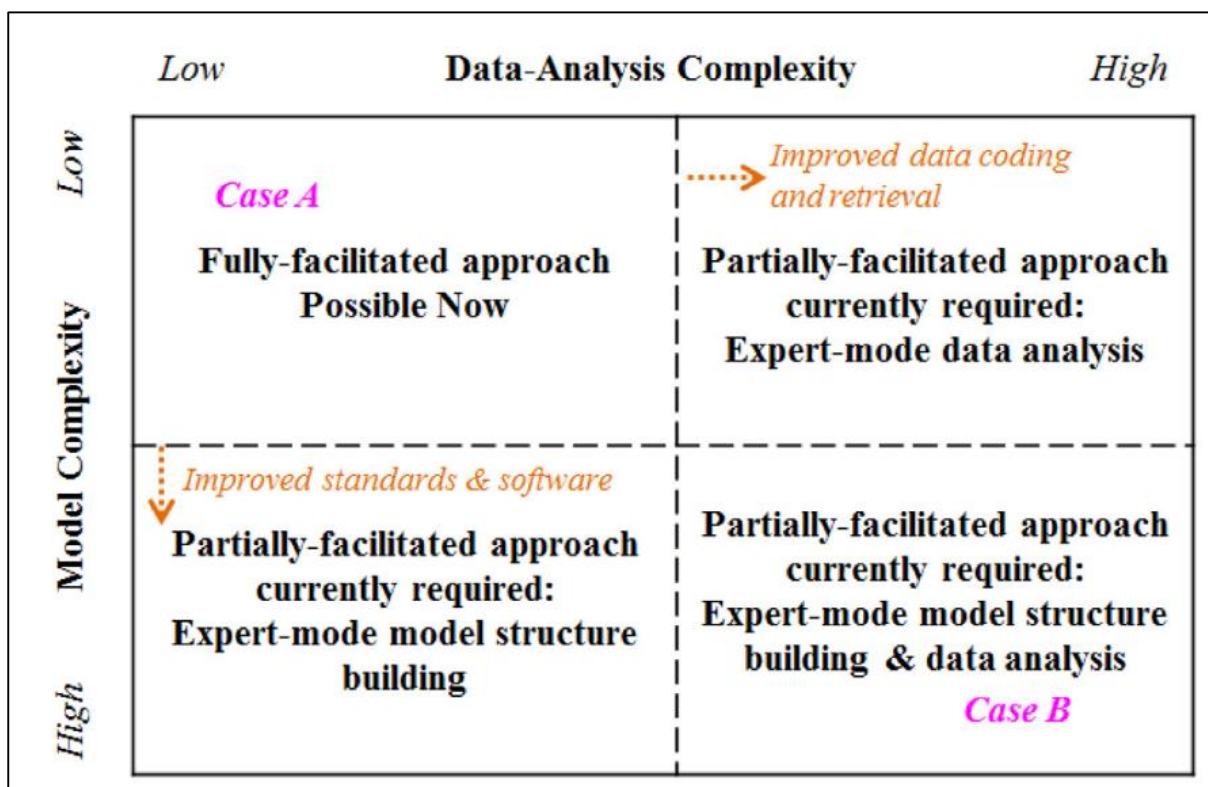 Low Data-Analysis Complexity High
Low
Model Complexity
High
Case A
Fully-facilitated approach
Possible Now
Improved data coding
and retrieval
Partially-facilitated approach
currently required:
Expert-mode data analysis
Improved standards & software
Partially-facilitated approach
currently required:
Expert-mode model structure
building
Partially-facilitated approach
currently required:
Expert-mode model structure
building & data analysis
Case B